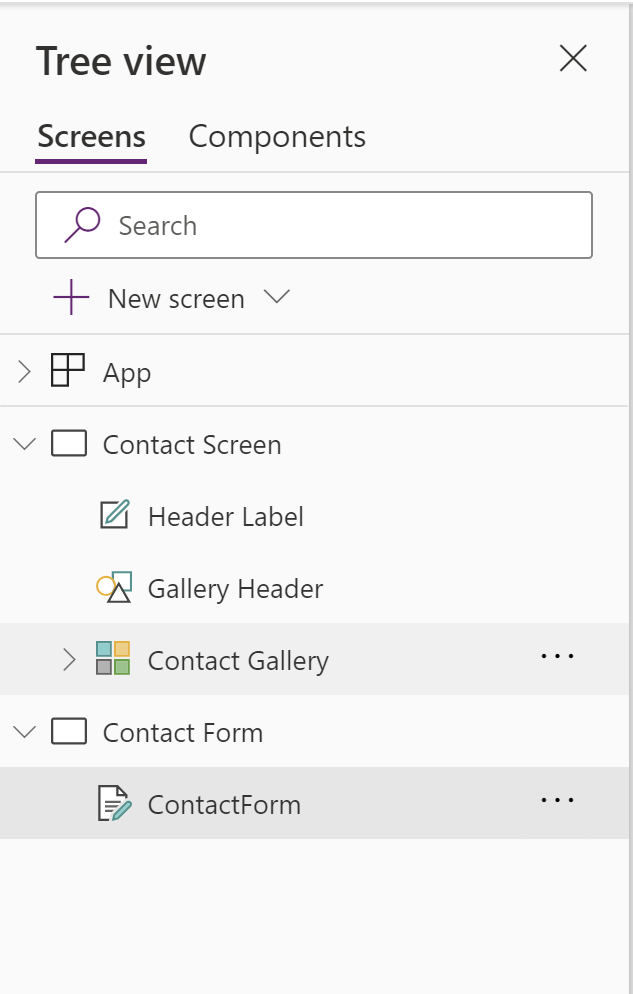 Tree view
Screens Components
Search
New screen
App
Contact Screen
Header Label
Gallery Header
Contact Gallery
Contact Form
ContactForm